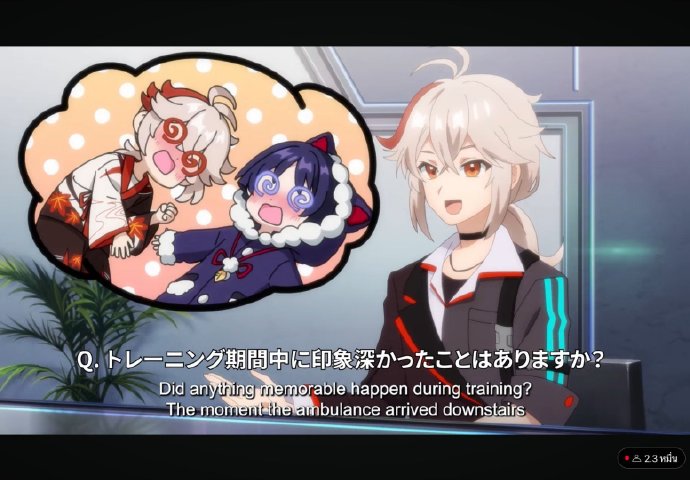 Q. トレーニング期間中に印象深かったことはありますか？
Did anything memorable happen during training?
The moment the ambulance arrived downstairs
2.3 หมื่น